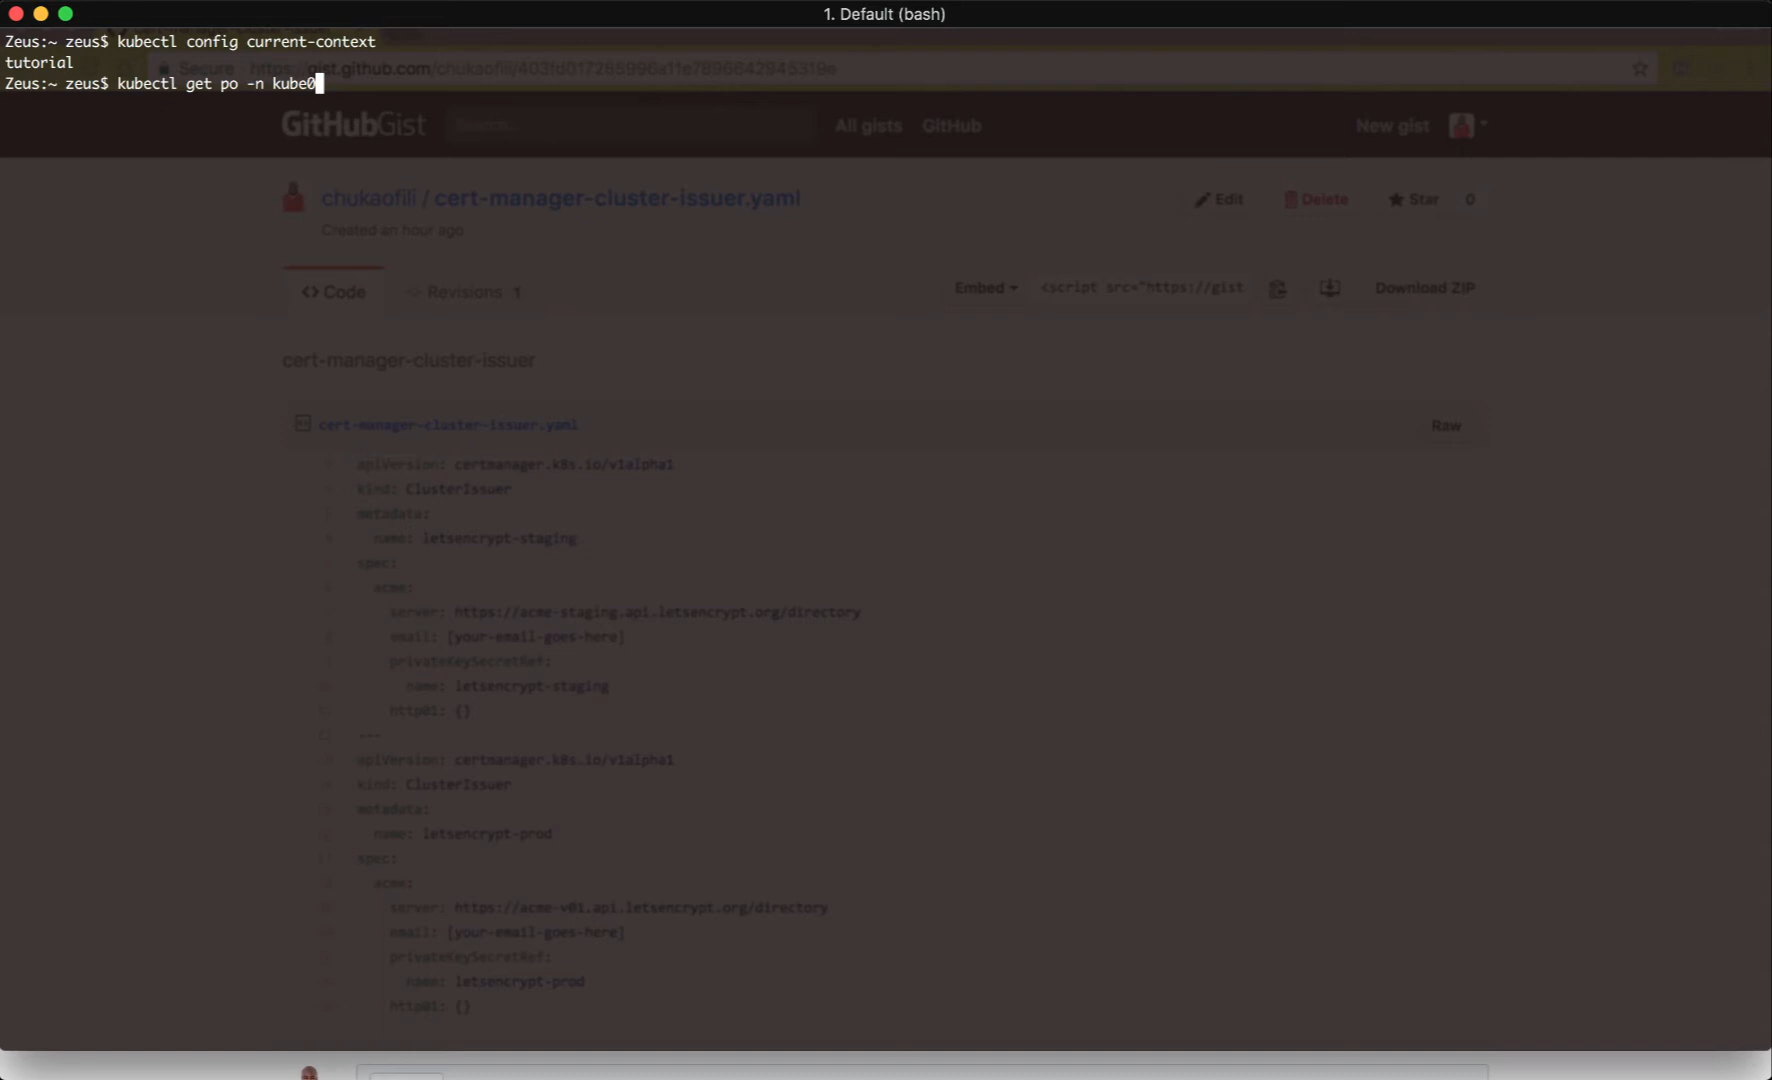 1. Default (bash)
Zeus:~ zeus$ kubectl config current-context
tutorial
Zeus:~ zeus$ kubectl get po -n kube0
Secure
GitHubGist
All gists GitHub
New gist
chukaofili / cert-manager-cluster-issuer.yaml
Edit Delete Star 0
Created an hour ago
<> Code Revisions 1
Embed <script src="https://gist Download ZIP
cert-manager-cluster-issuer
cert-manager-cluster-issuer.yaml
Raw
apiVersion: certmanager.k8s.io/v1alpha1
kind: ClusterIssuer
metadata:
name: letsencrypt-staging
spec:
acme:
server: https://acme-staging.api.letsencrypt.org/directory
email: [your-email-goes-here]
privateKeySecretRef:
name: letsencrypt-staging
http01: {}
---
apiVersion: certmanager.k8s.io/v1alpha1
kind: ClusterIssuer
metadata:
name: letsencrypt-prod
spec:
acme:
server: https://acme-v01.api.letsencrypt.org/directory
email: [your-email-goes-here]
privateKeySecretRef:
name: letsencrypt-prod
http01: {}